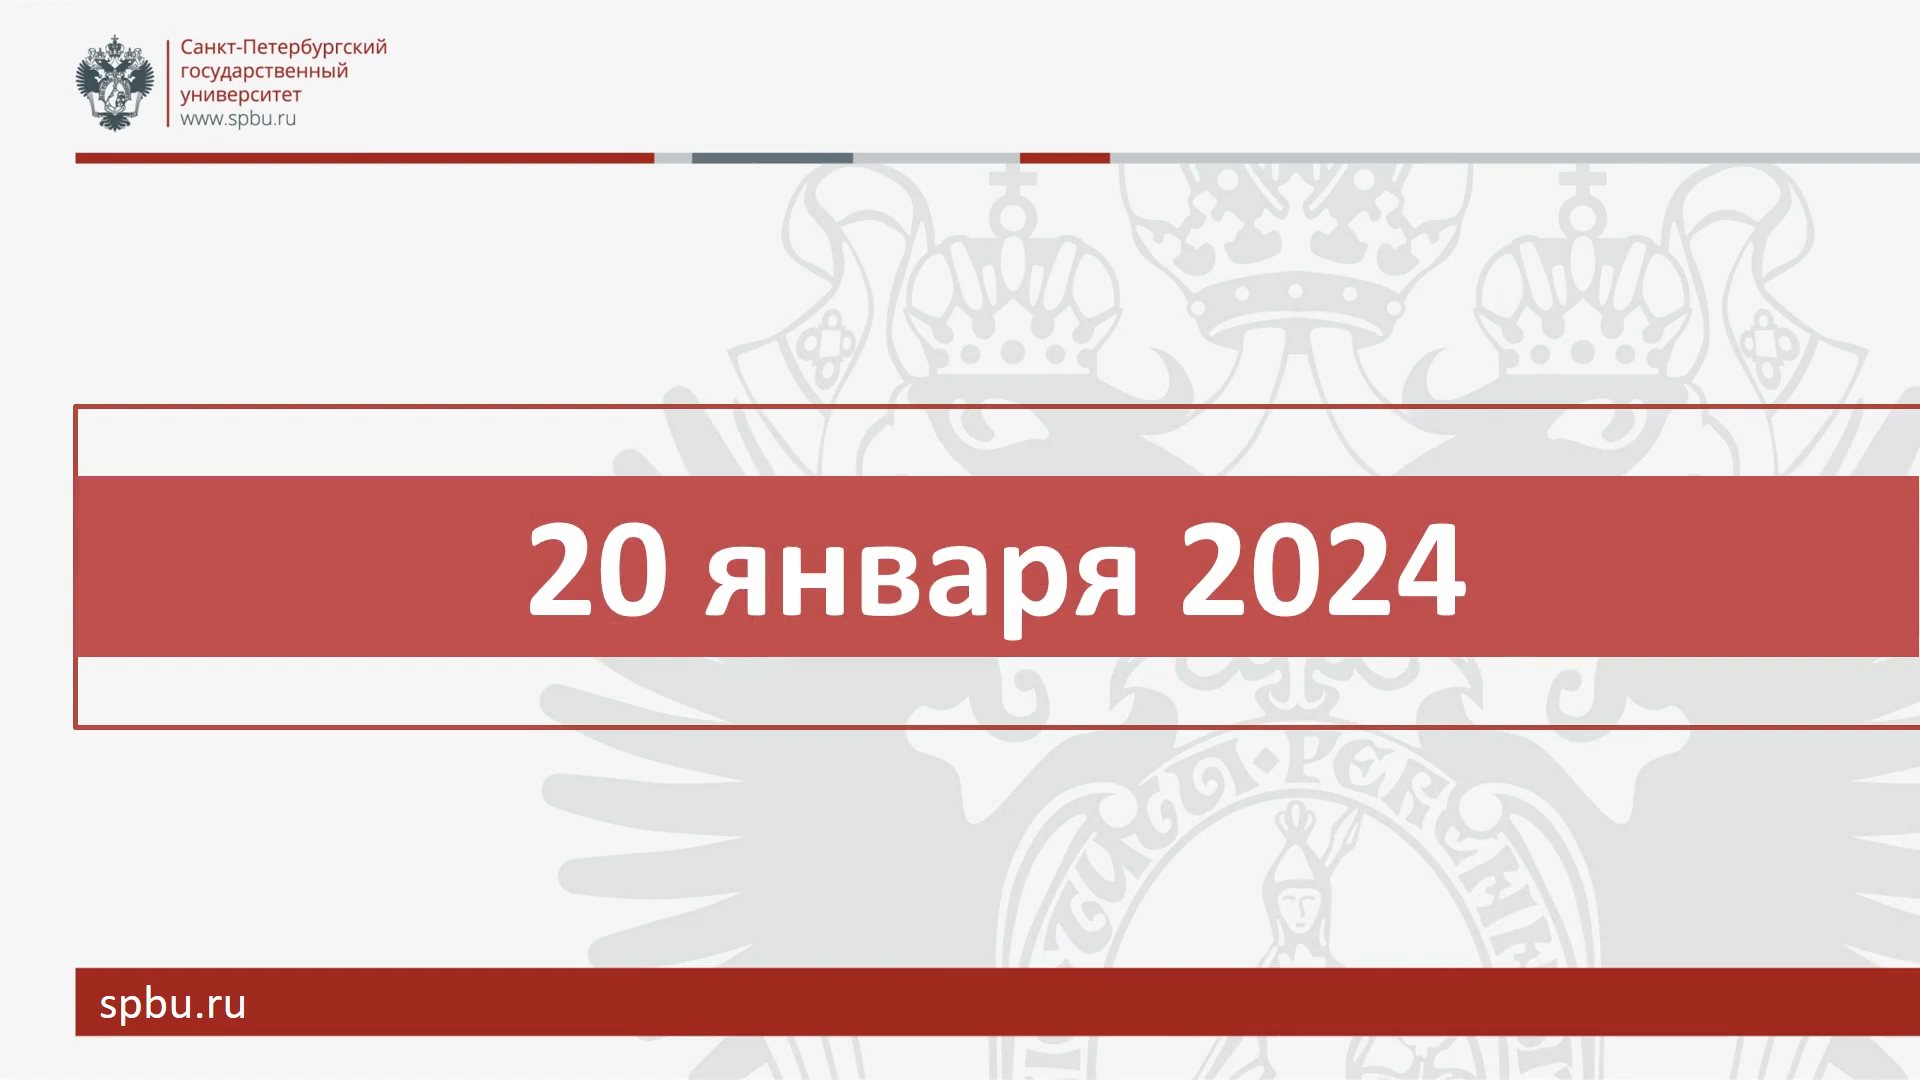 Санкт-Петербургский
государственный
университет
www.spbu.ru
20 января 2024
spbu.ru